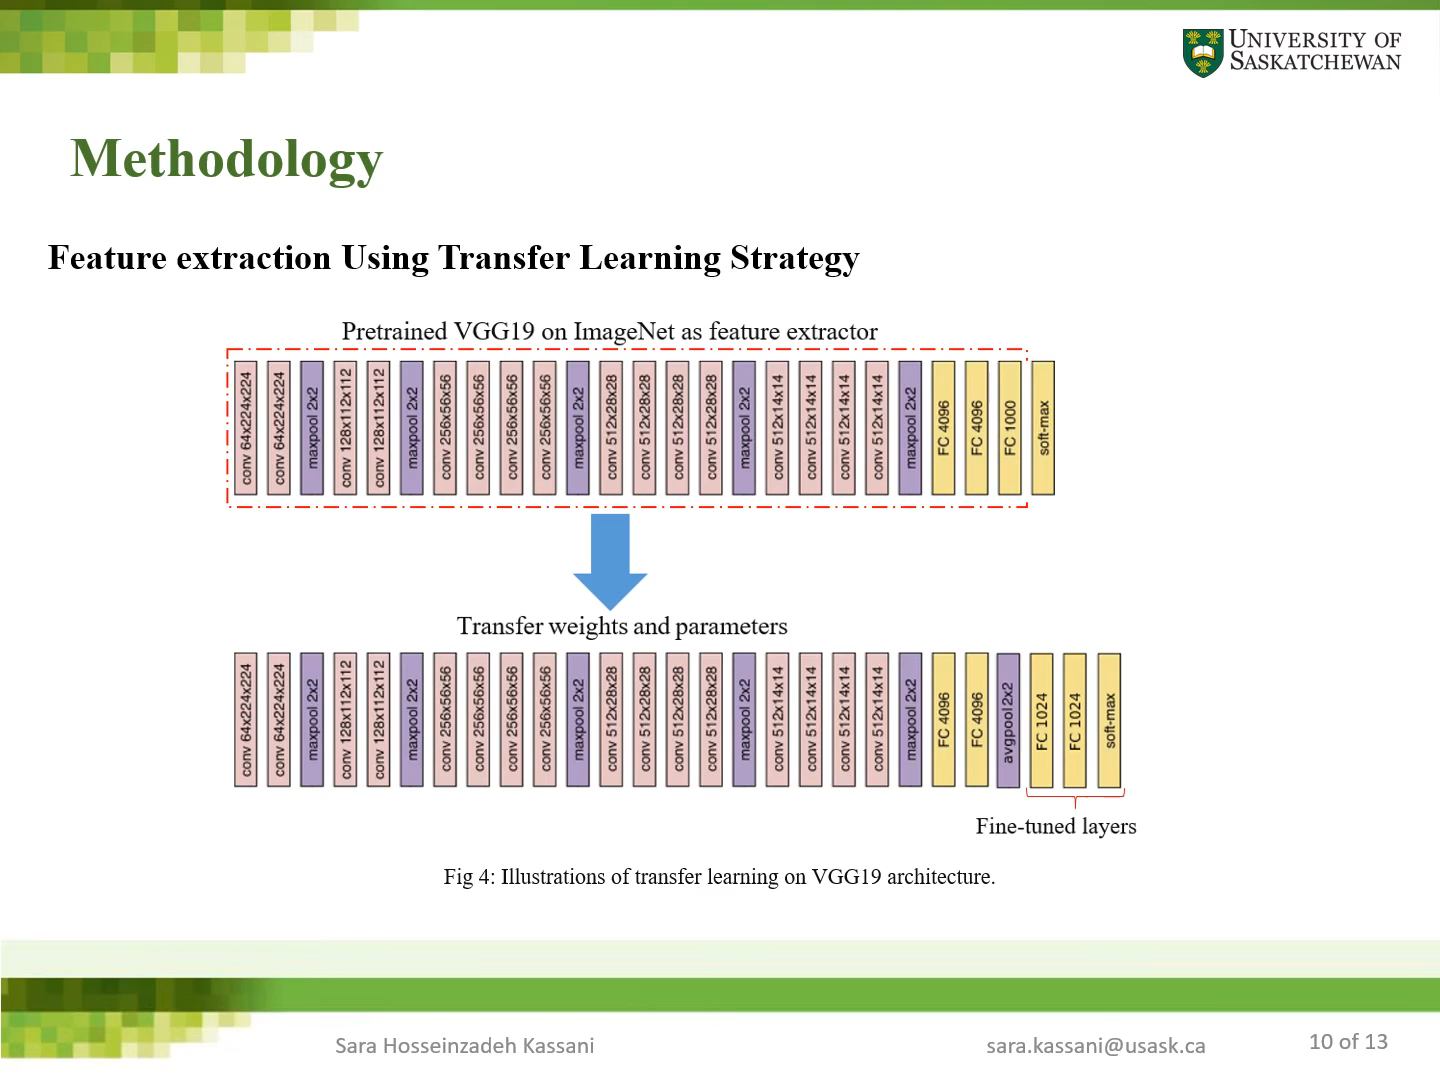 UNIVERSITY OF
SASKATCHEWAN
Methodology
Feature extraction Using Transfer Learning Strategy
Pretrained VGG19 on ImageNet as feature extractor
conv 64x224x224
conv 64x224x224
maxpool 2x2
conv 128x112x112
conv 128x112x112
maxpool 2x2
conv 256x56x56
conv 256x56x56
conv 256x56x56
conv 256x56x56
maxpool 2x2
conv 512x28x28
conv 512x28x28
conv 512x28x28
conv 512x28x28
maxpool 2x2
conv 512x14x14
conv 512x14x14
conv 512x14x14
conv 512x14x14
maxpool 2x2
FC 4096
FC 4096
FC 1000
soft-max
Transfer weights and parameters
conv 64x224x224
conv 64x224x224
maxpool 2x2
conv 128x112x112
conv 128x112x112
maxpool 2x2
conv 256x56x56
conv 256x56x56
conv 256x56x56
conv 256x56x56
maxpool 2x2
conv 512x28x28
conv 512x28x28
conv 512x28x28
conv 512x28x28
maxpool 2x2
conv 512x14x14
conv 512x14x14
conv 512x14x14
conv 512x14x14
maxpool 2x2
FC 4096
FC 4096
avgpool 2x2
FC 1024
FC 1024
soft-max
Fine-tuned layers
Fig 4: Illustrations of transfer learning on VGG19 architecture.
Sara Hosseinzadeh Kassani
sara.kassani@usask.ca
10 of 13